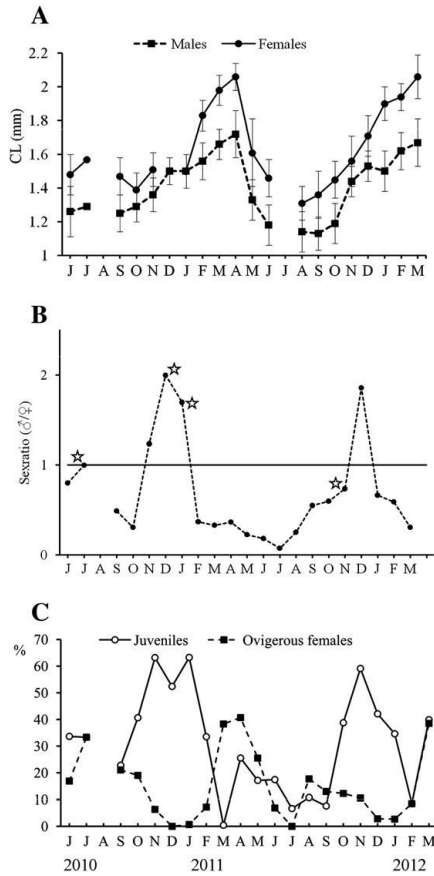 A
Males Females
CL (mm)
2.2
2
1.8
1.6
1.4
1.2
1
J J A S O N D J F M A M J J A S O N D J F M
B
Sexratio (♂/♀)
2
1
0
J J A S O N D J F M A M J J A S O N D J F M
C
Juveniles Ovigerous females
%
70
60
50
40
30
20
10
0
J J A S O N D J F M A M J J A S O N D J F M
2010 2011 2012